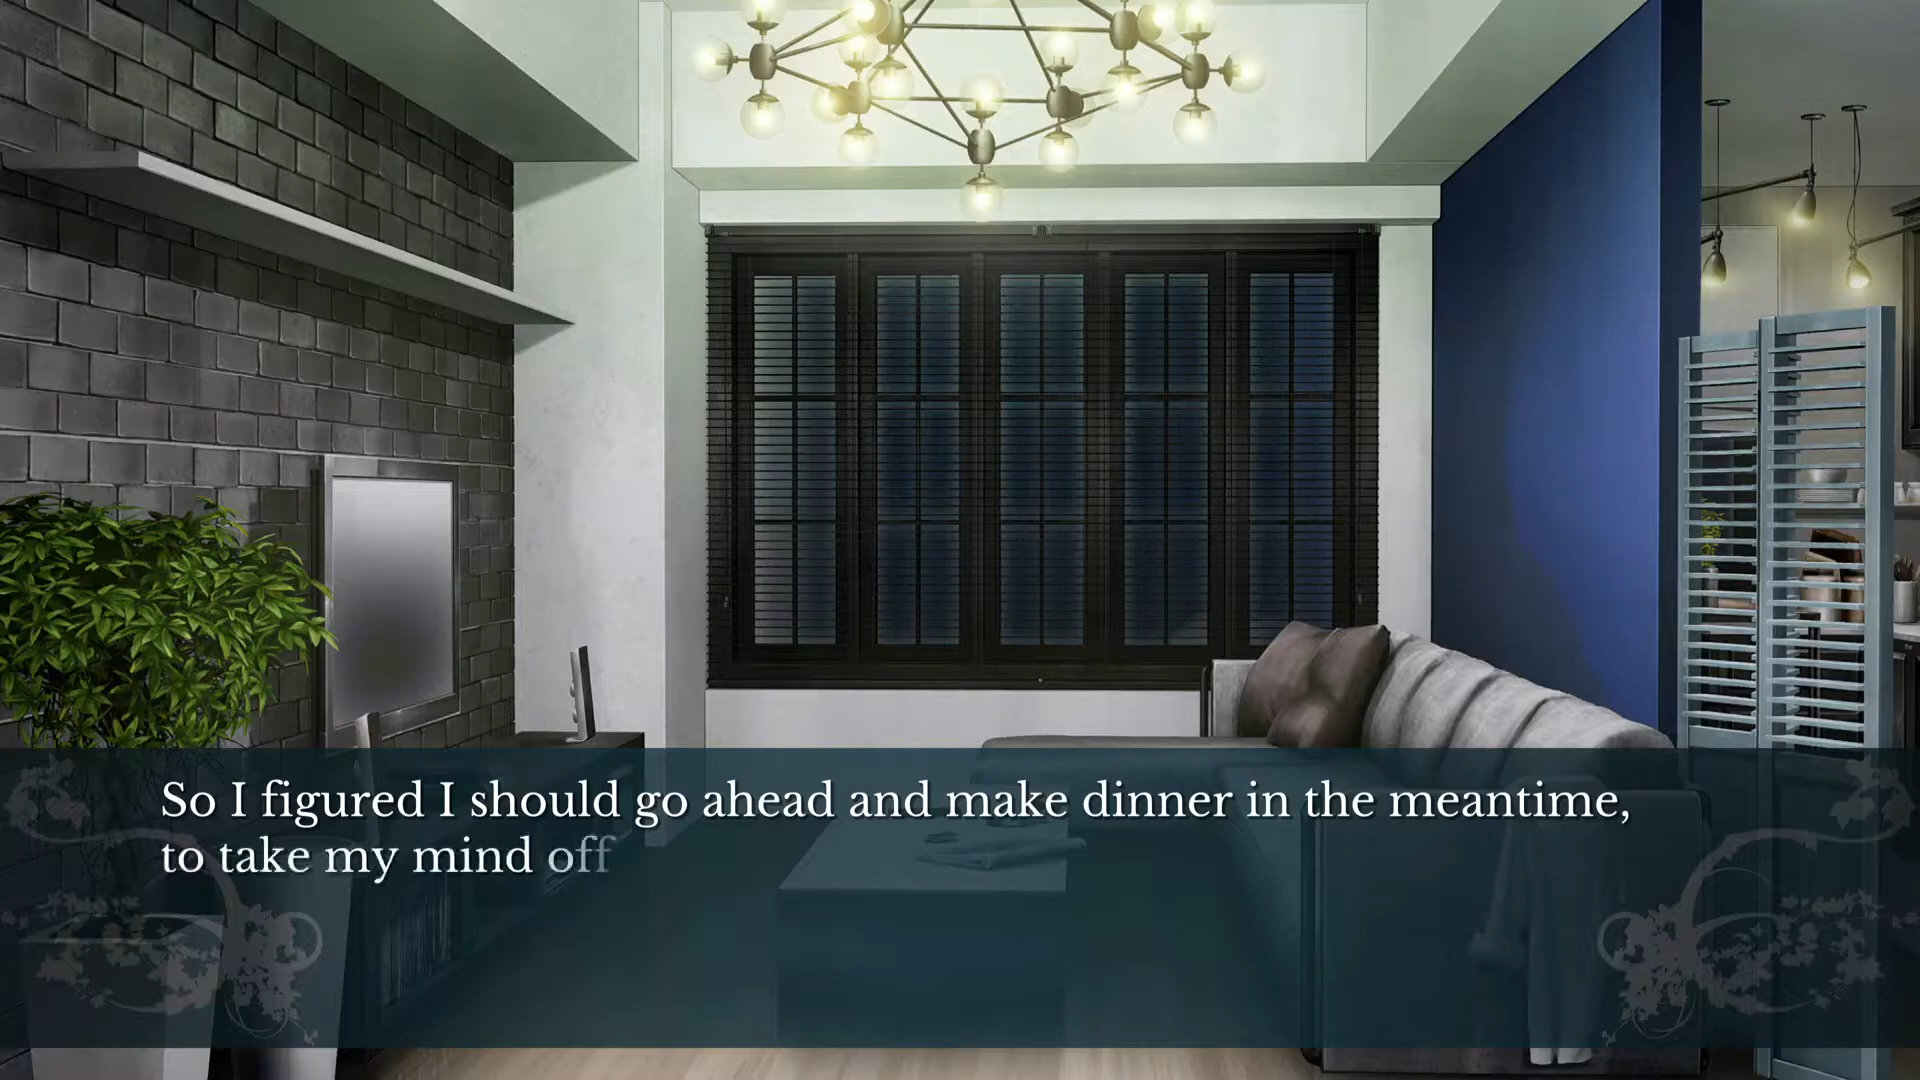 So I figured I should go ahead and make dinner in the meantime,
to take my mind off